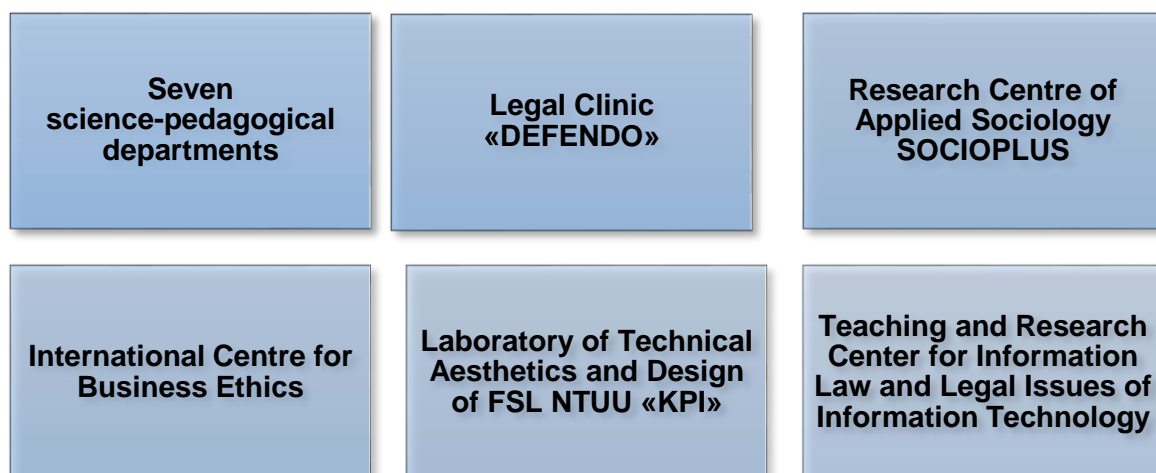 Seven
science-pedagogical
departments
Legal Clinic
«DEFENDO»
Research Centre of
Applied Sociology
SOCIOPLUS
International Centre for
Business Ethics
Laboratory of Technical
Aesthetics and Design
of FSL NTUU «KPI»
Teaching and Research
Center for Information
Law and Legal Issues of
Information Technology